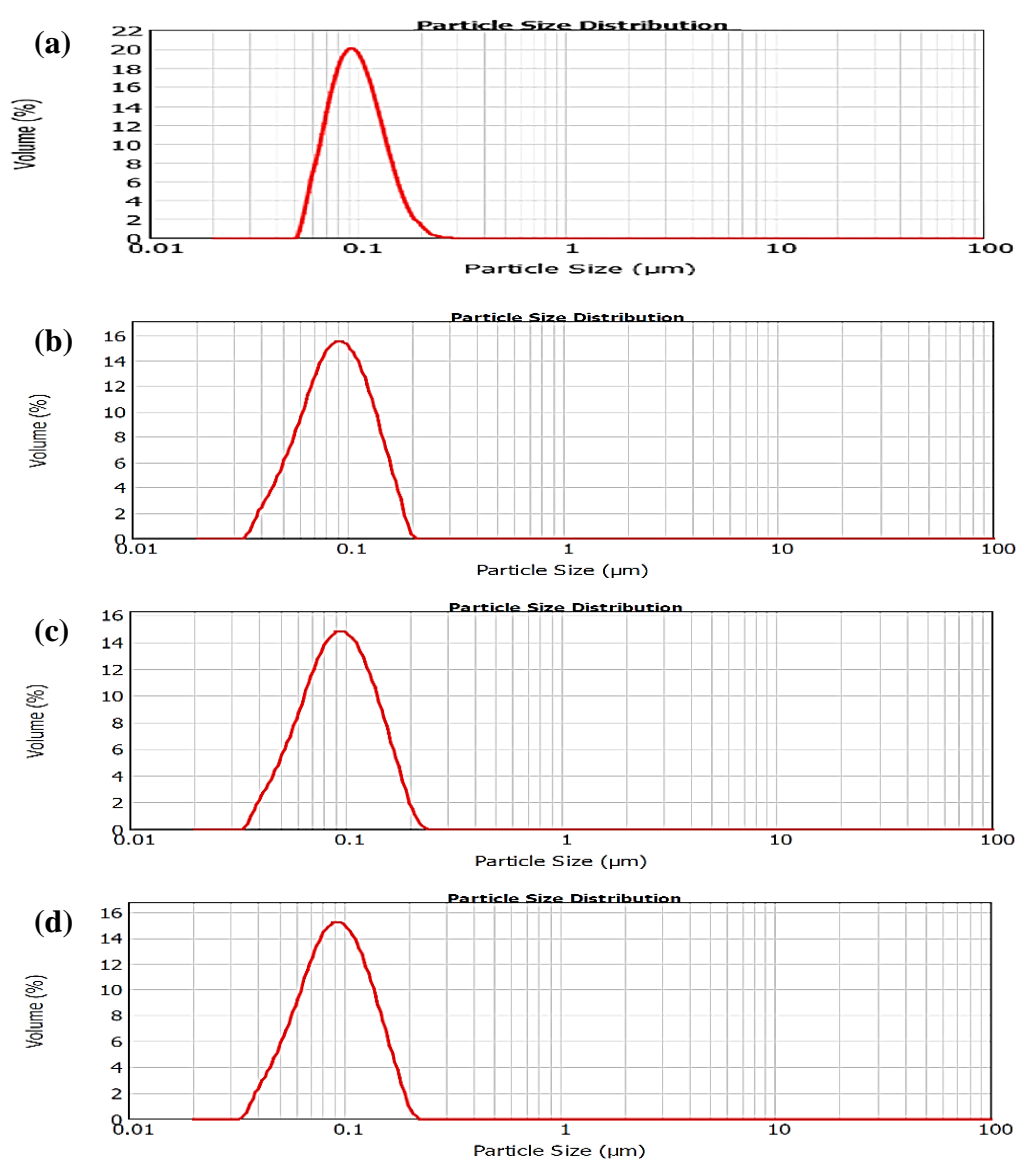 Particle Size Distribution
(a)
22
20
18
16
14
12
10
8
6
4
2
0
Volume (%)
0.01 0.1 1 10 100
Particle Size (μm)
Particle Size Distribution
(b)
16
14
12
10
8
6
4
2
0
Volume (%)
0.01 0.1 1 10 100
Particle Size (μm)
Particle Size Distribution
(c)
16
14
12
10
8
6
4
2
0
Volume (%)
0.01 0.1 1 10 100
Particle Size (μm)
Particle Size Distribution
(d)
16
14
12
10
8
6
4
2
0
Volume (%)
0.01 0.1 1 10 100
Particle Size (μm)